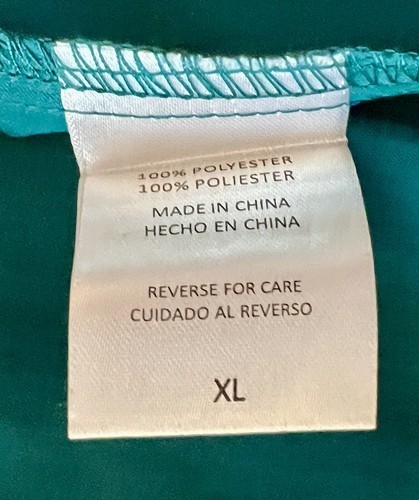 100% POLYESTER
100% POLIESTER
MADE IN CHINA
HECHO EN CHINA
REVERSE FOR CARE
CUIDADO AL REVERSO
XL